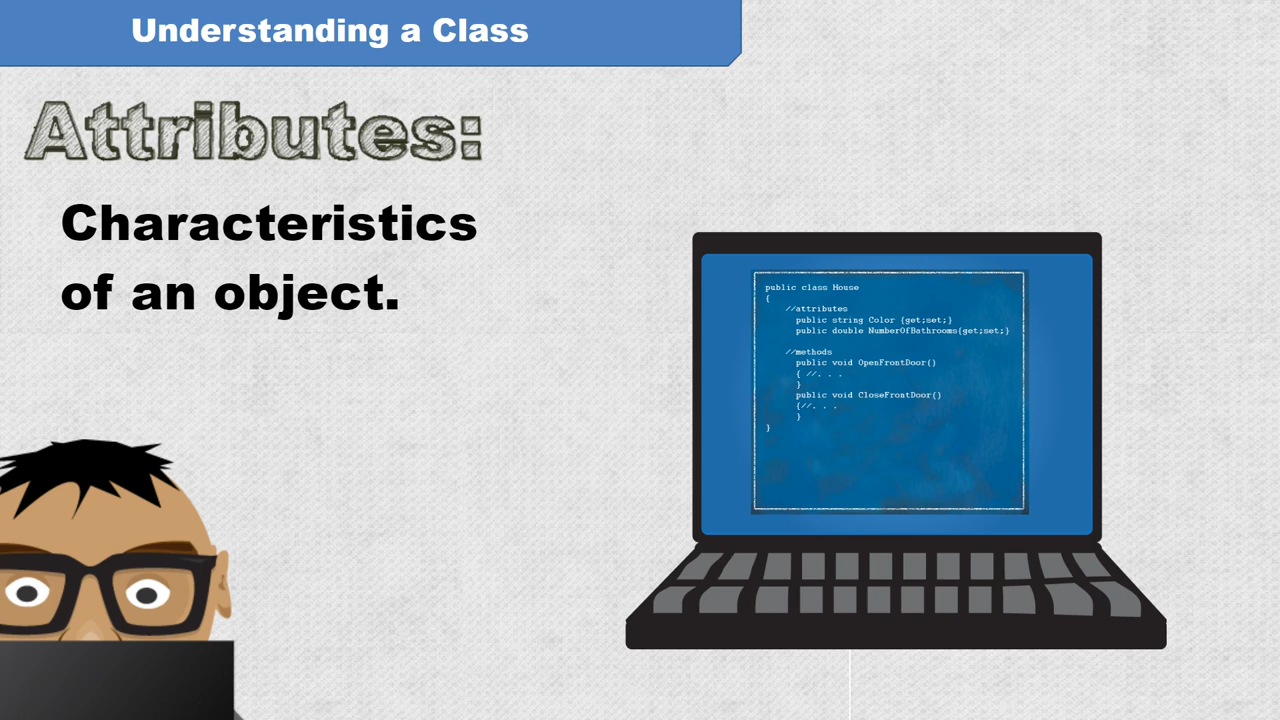 Understanding a Class
Attributes:
Characteristics
of an object.
public class House
{
//attributes
public string Color {get;set;}
public double NumberOfBathrooms{get;set;}
//methods
public void OpenFrontDoor()
{ //. . .
}
public void CloseFrontDoor()
{//. . .
}
}